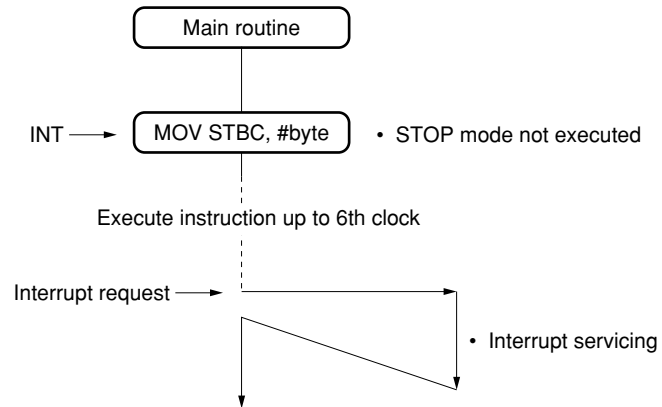 Main routine
INT
MOV STBC, #byte
• STOP mode not executed
Execute instruction up to 6th clock
Interrupt request
• Interrupt servicing